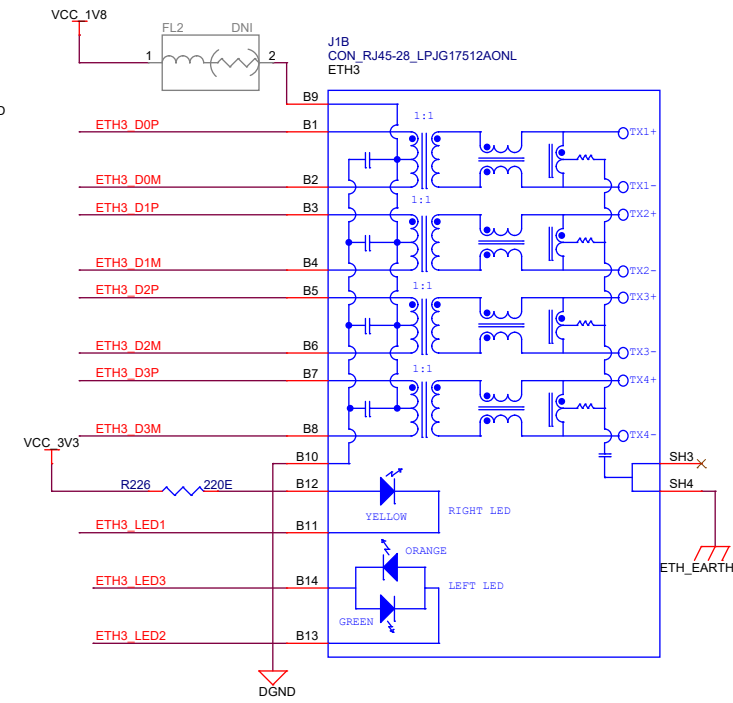 VCC_1V8
FL2 DNI
1 2
J1B
CON_RJ45-28_LPJG17512AONL
ETH3
D
B9
1:1
ETH3_D0P B1 TX1+
ETH3_D0M B2 TX1-
1:1
ETH3_D1P B3 TX2+
ETH3_D1M B4 TX2-
1:1
ETH3_D2P B5 TX3+
ETH3_D2M B6 TX3-
1:1
ETH3_D3P B7 TX4+
ETH3_D3M B8 TX4-
VCC_3V3
B10 SH3
R226 220E B12 SH4
YELLOW RIGHT LED
ETH3_LED1 B11
ORANGE
ETH_EARTH
ETH3_LED3 B14 LEFT LED
GREEN
ETH3_LED2 B13
DGND